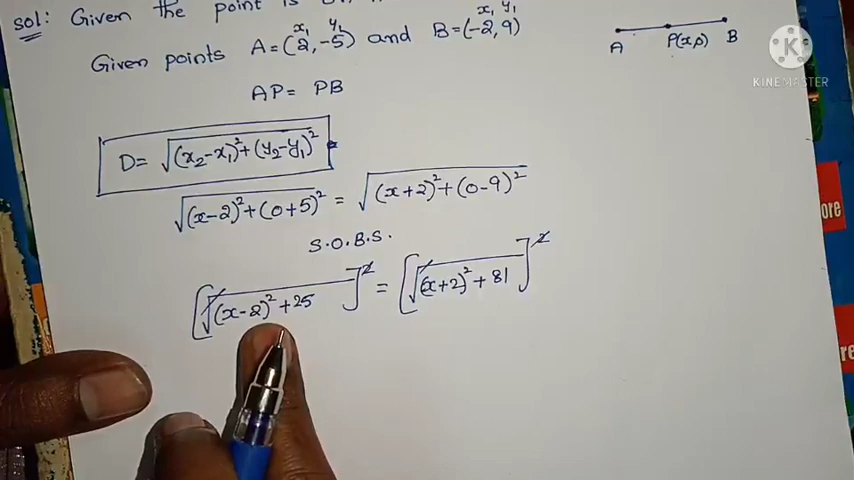 sol: Given the point is
Given points A=(2,-5) and B=(-2,9)
x₁ y₁
x₁ y₁
A P(x,0) B
KINEMASTER
AP= PB
D= √(x₂-x₁)²+(y₂-y₁)²
√(x-2)²+(0+5)² = √(x+2)²+(0-9)²
S.O.B.S.
[√(x-2)²+25]² = [√(x+2)²+81]²